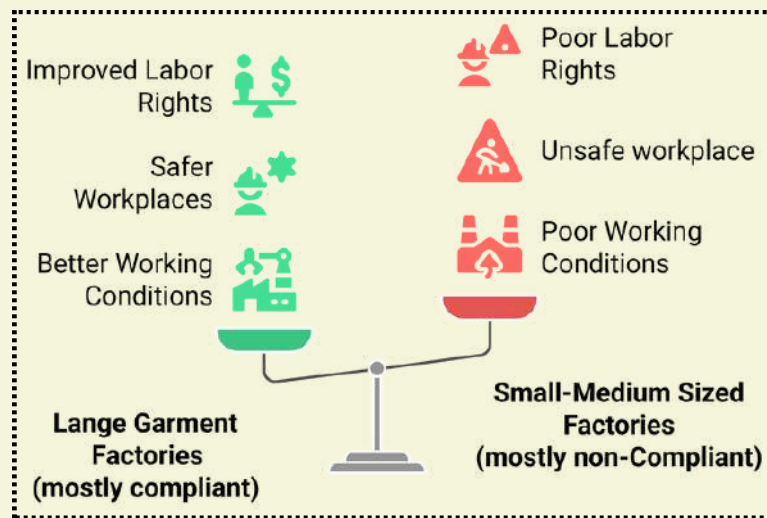 Improved Labor
Rights
Safer
Workplaces
Better Working
Conditions
Lange Garment
Factories
(mostly compliant)
Poor Labor
Rights
Unsafe workplace
Poor Working
Conditions
Small-Medium Sized
Factories
(mostly non-Compliant)